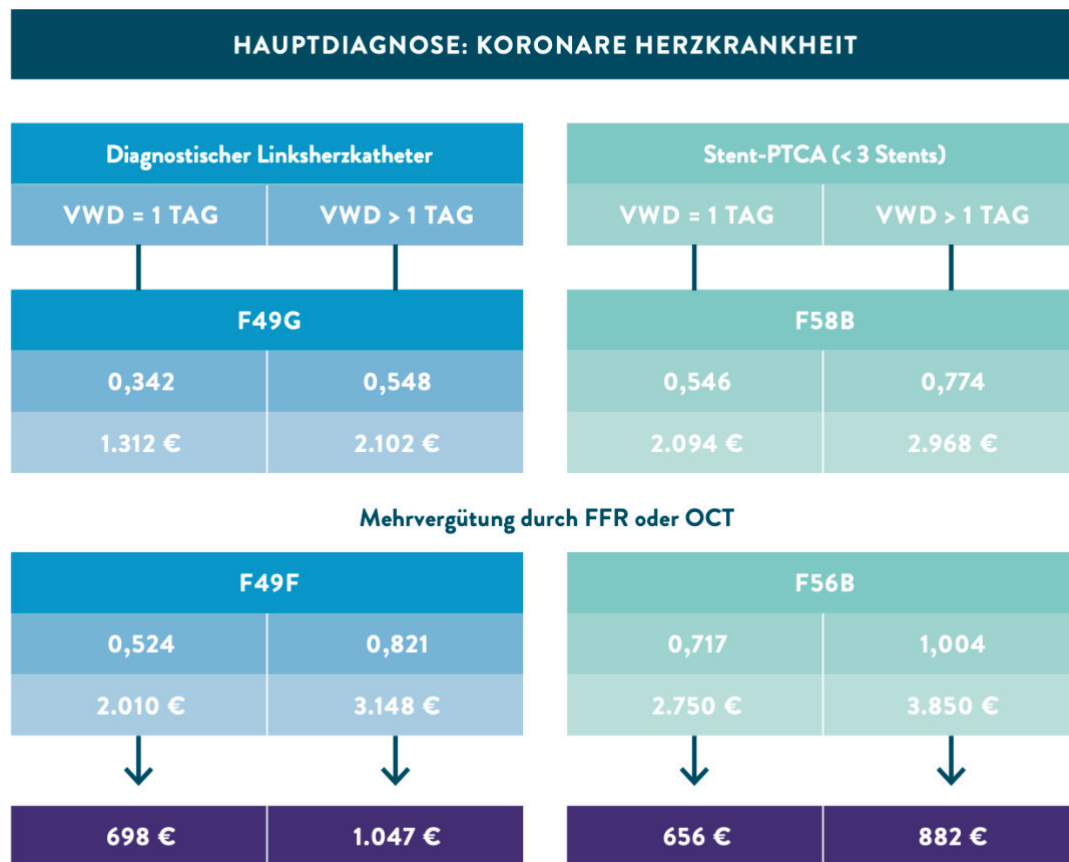 HAUPTDIAGNOSE: KORONARE HERZKRANKHEIT
Diagnostischer Linksherzkatheter
VWD = 1 TAG VWD > 1 TAG
F49G
0,342 0,548
1.312 € 2.102 €
Stent-PTCA (< 3 Stents)
VWD = 1 TAG VWD > 1 TAG
F58B
0,546 0,774
2.094 € 2.968 €
Mehrvergütung durch FFR oder OCT
F49F
0,524 0,821
2.010 € 3.148 €
698 € 1.047 €
F56B
0,717 1,004
2.750 € 3.850 €
656 € 882 €